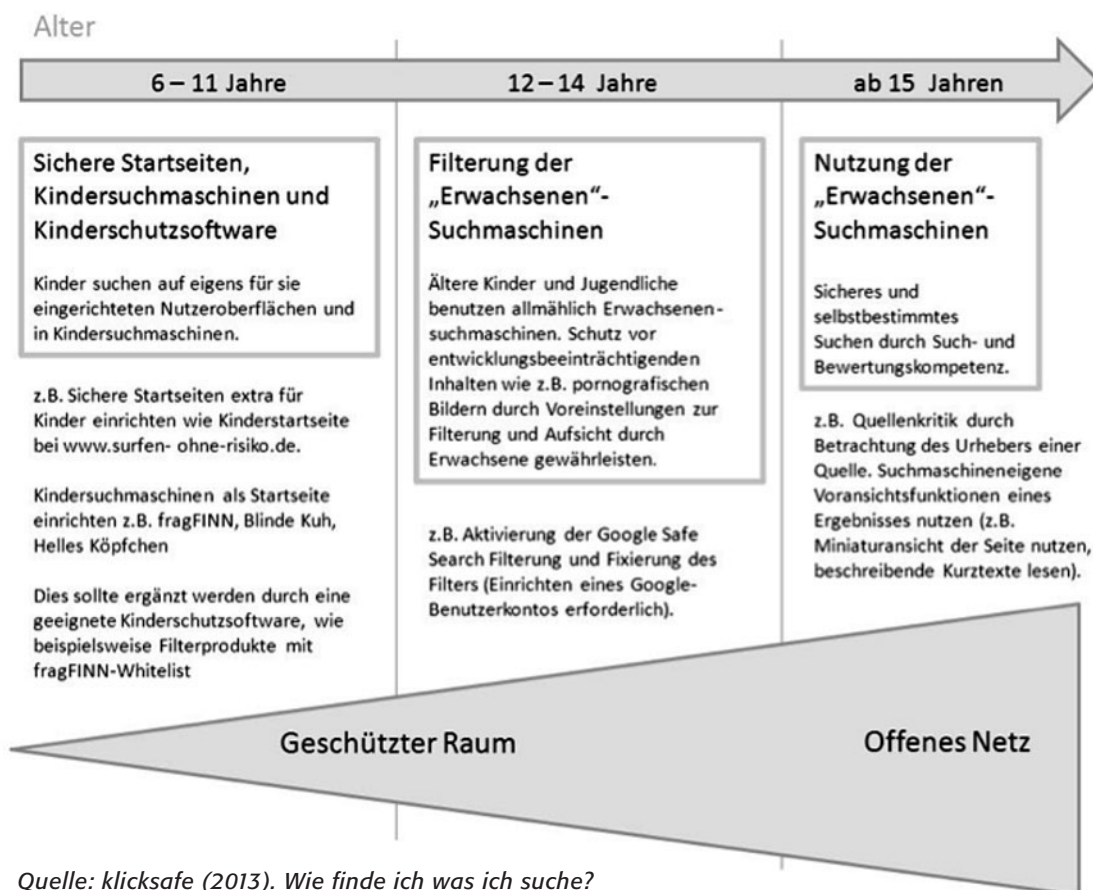 Alter
6 – 11 Jahre
12 – 14 Jahre
ab 15 Jahren
Sichere Startseiten,
Kindersuchmaschinen und
Kinderschutzsoftware
Kinder suchen auf eigens für sie
eingerichteten Nutzeroberflächen und
in Kindersuchmaschinen.
z.B. Sichere Startseiten extra für
Kinder einrichten wie Kinderstartseite
bei www.surfen- ohne-risiko.de.
Kindersuchmaschinen als Startseite
einrichten z.B. fragFINN, Blinde Kuh,
Helles Köpfchen
Dies sollte ergänzt werden durch eine
geeignete Kinderschutzsoftware, wie
beispielsweise Filterprodukte mit
fragFINN-Whitelist
Filterung der
„Erwachsenen“-
Suchmaschinen
Ältere Kinder und Jugendliche
benutzen allmählich Erwachsenen-
suchmaschinen. Schutz vor
entwicklungsbeeinträchtigenden
Inhalten wie z.B. pornografischen
Bildern durch Voreinstellungen zur
Filterung und Aufsicht durch
Erwachsene gewährleisten.
z.B. Aktivierung der Google Safe
Search Filterung und Fixierung des
Filters (Einrichten eines Google-
Benutzerkontos erforderlich).
Nutzung der
„Erwachsenen“-
Suchmaschinen
Sicheres und
selbstbestimmtes
Suchen durch Such- und
Bewertungskompetenz.
z.B. Quellenkritik durch
Betrachtung des Urhebers einer
Quelle. Suchmaschineneigene
Voransichtsfunktionen eines
Ergebnisses nutzen (z.B.
Miniaturansicht der Seite nutzen,
beschreibende Kurztexte lesen).
Geschützter Raum
Offenes Netz
Quelle: klicksafe (2013). Wie finde ich was ich suche?